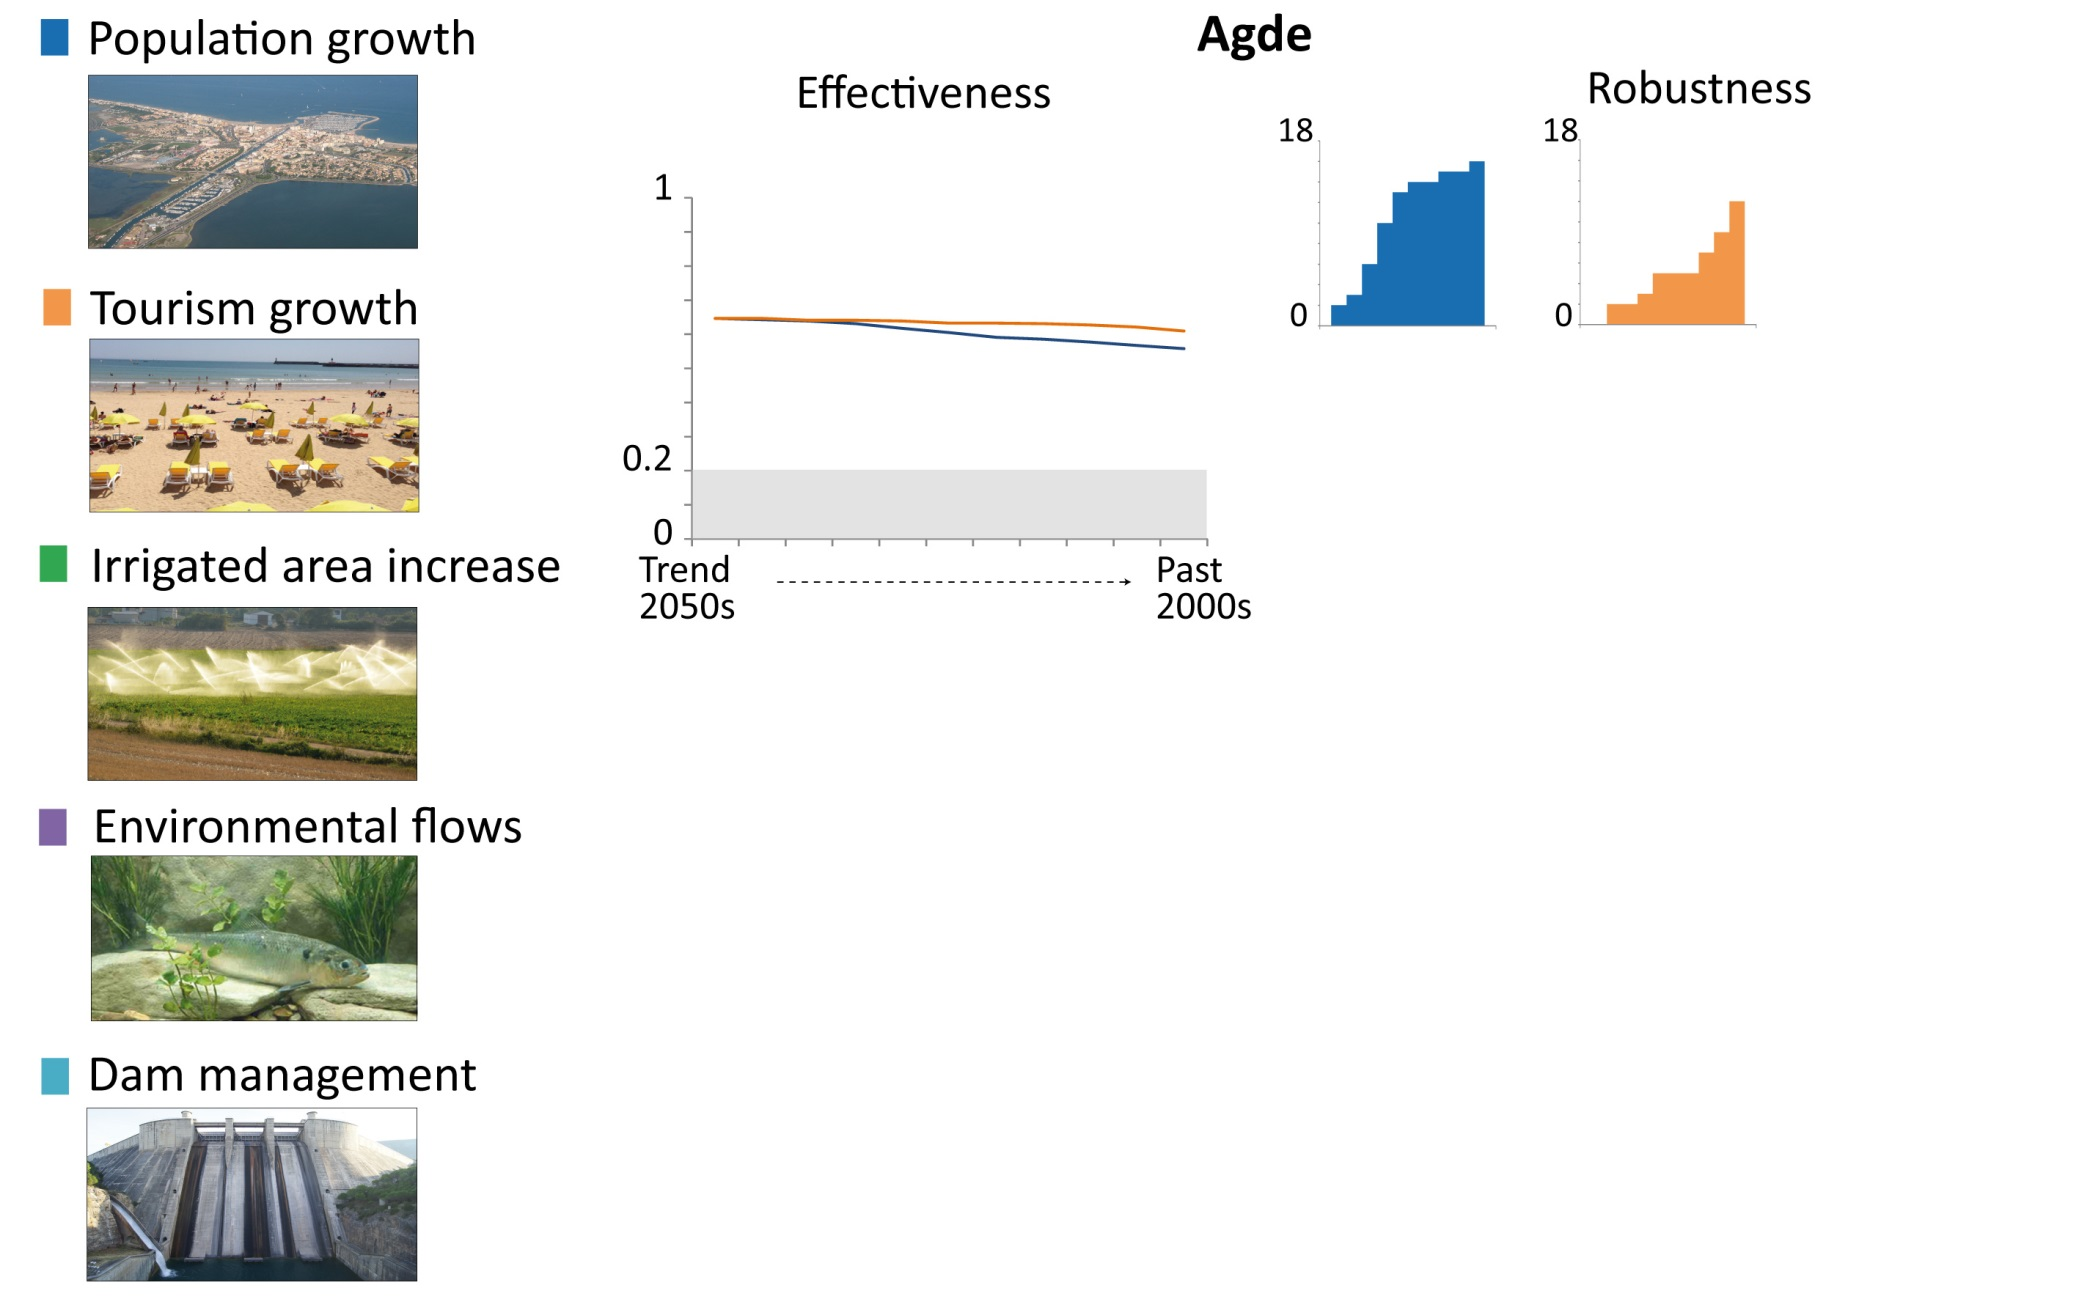 Population growth
Tourism growth
Irrigated area increase
Environmental flows
Dam management
Agde
Effectiveness
1
0.2
0
Trend
2050s
Past
2000s
Robustness
18
0
18
0